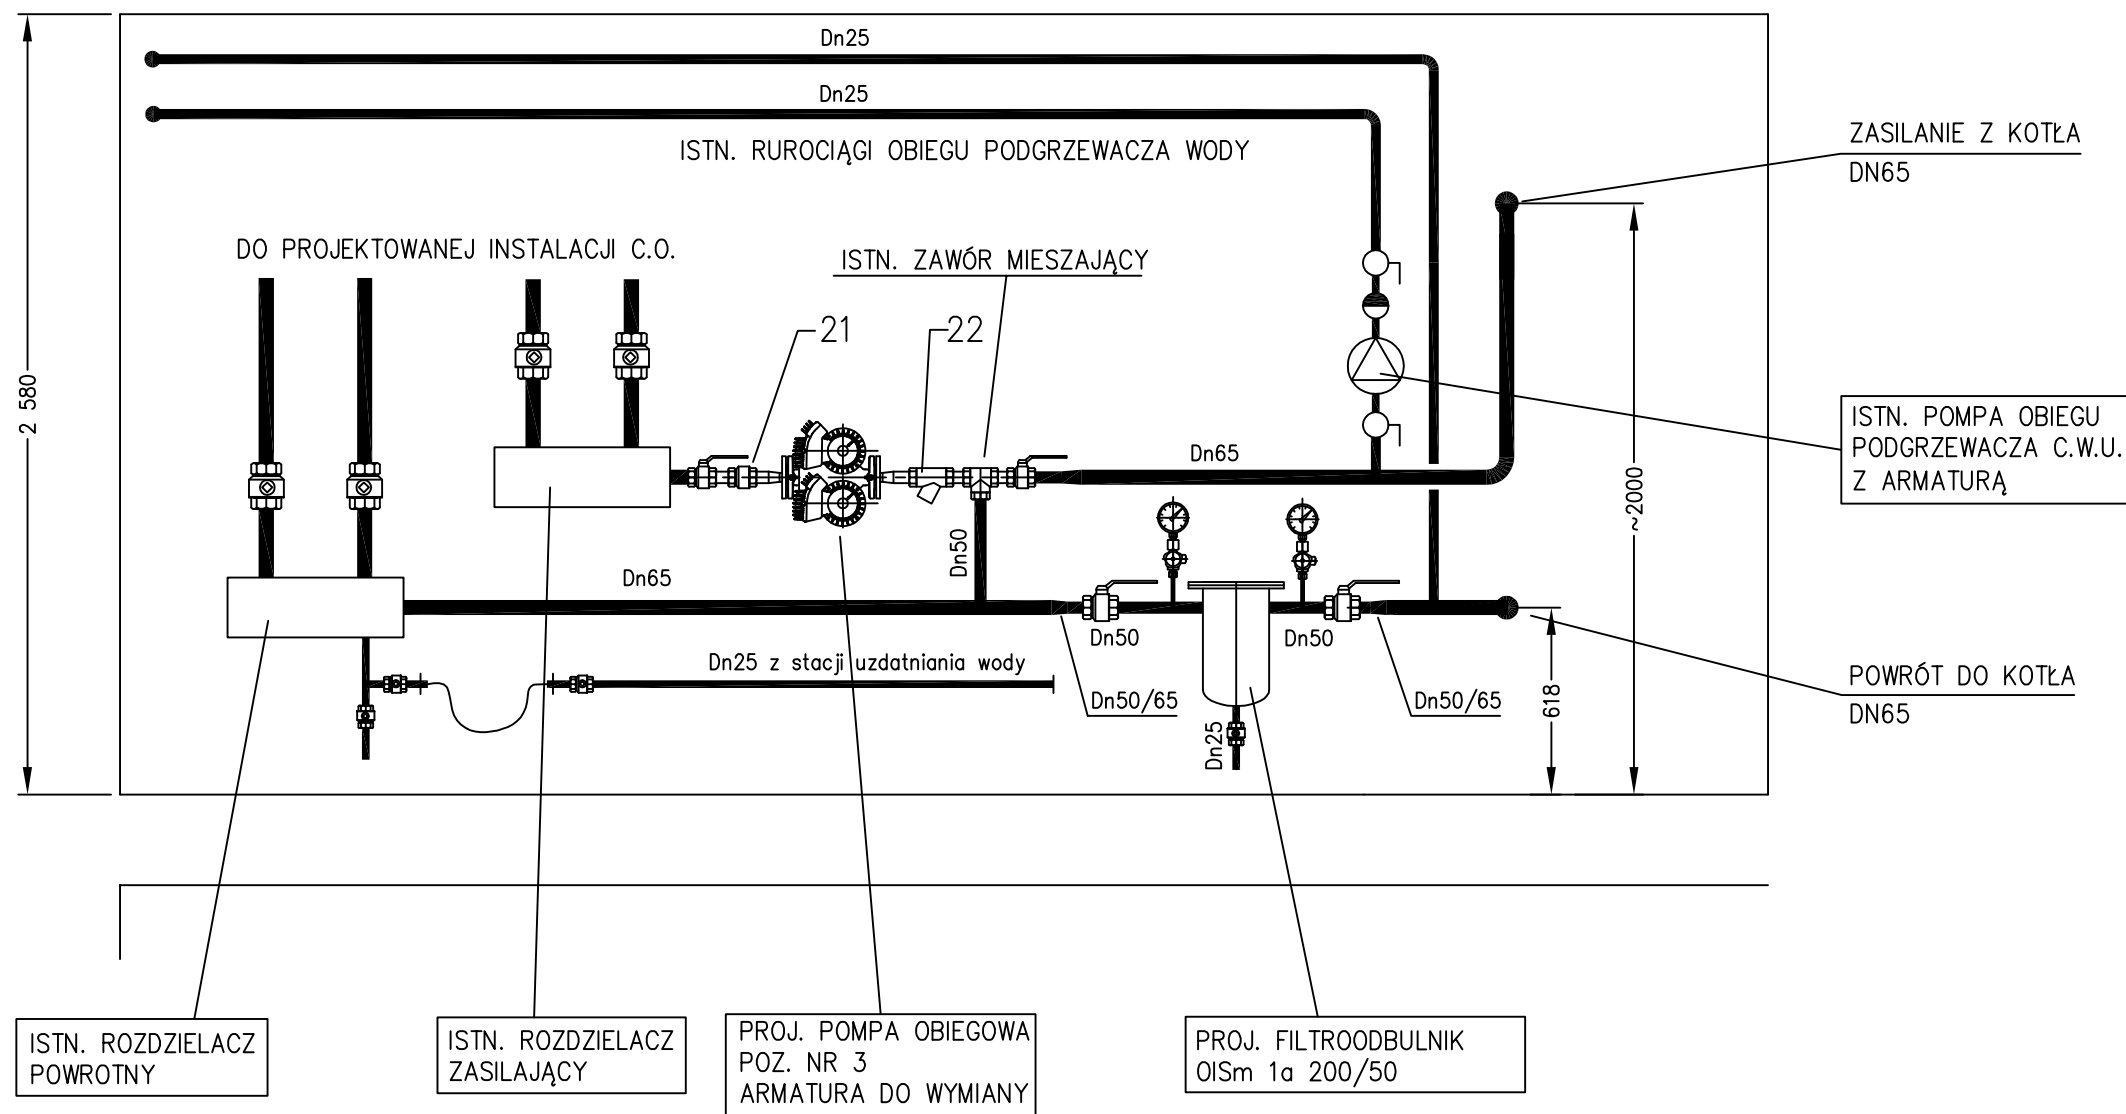 Dn25
Dn25
ISTN. RUROCIĄGI OBIEGU PODGRZEWACZA WODY
ZASILANIE Z KOTŁA
DN65
DO PROJEKTOWANEJ INSTALACJI C.O.
ISTN. ZAWÓR MIESZAJĄCY
21
22
2 580
ISTN. POMPA OBIEGU
PODGRZEWACZA C.W.U.
Z ARMATURĄ
Dn65
~2000
Dn50
Dn65
Dn50
Dn50
Dn25 z stacji uzdatniania wody
Dn50/65
Dn50/65
618
Dn25
POWRÓT DO KOTŁA
DN65
ISTN. ROZDZIELACZ
POWROTNY
ISTN. ROZDZIELACZ
ZASILAJĄCY
PROJ. POMPA OBIEGOWA
POZ. NR 3
ARMATURA DO WYMIANY
PROJ. FILTROODBULNIK
OISm 1a 200/50